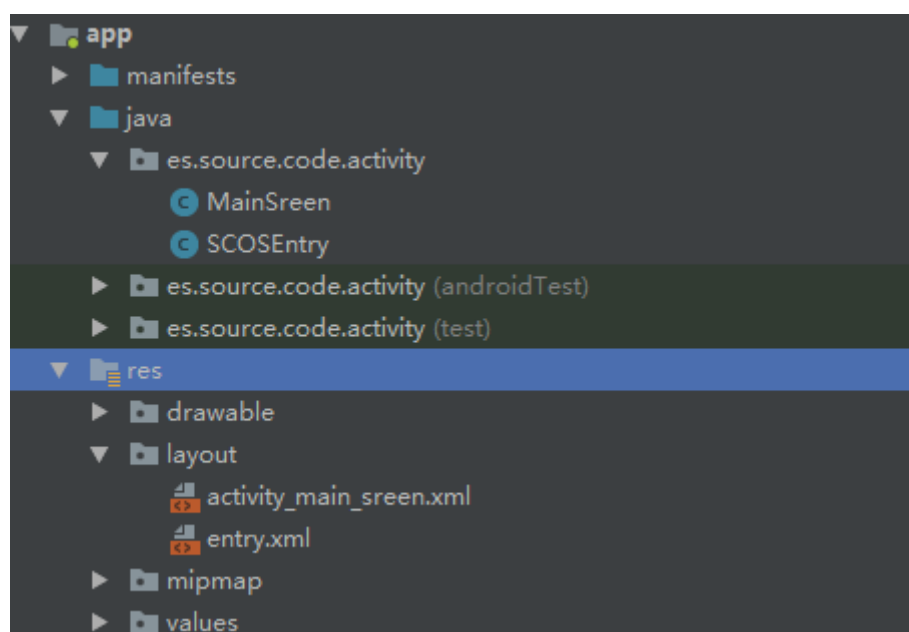 app
manifests
java
es.source.code.activity
MainSreen
SCOSEntry
es.source.code.activity (androidTest)
es.source.code.activity (test)
res
drawable
layout
activity_main_sreen.xml
entry.xml
mipmap
values